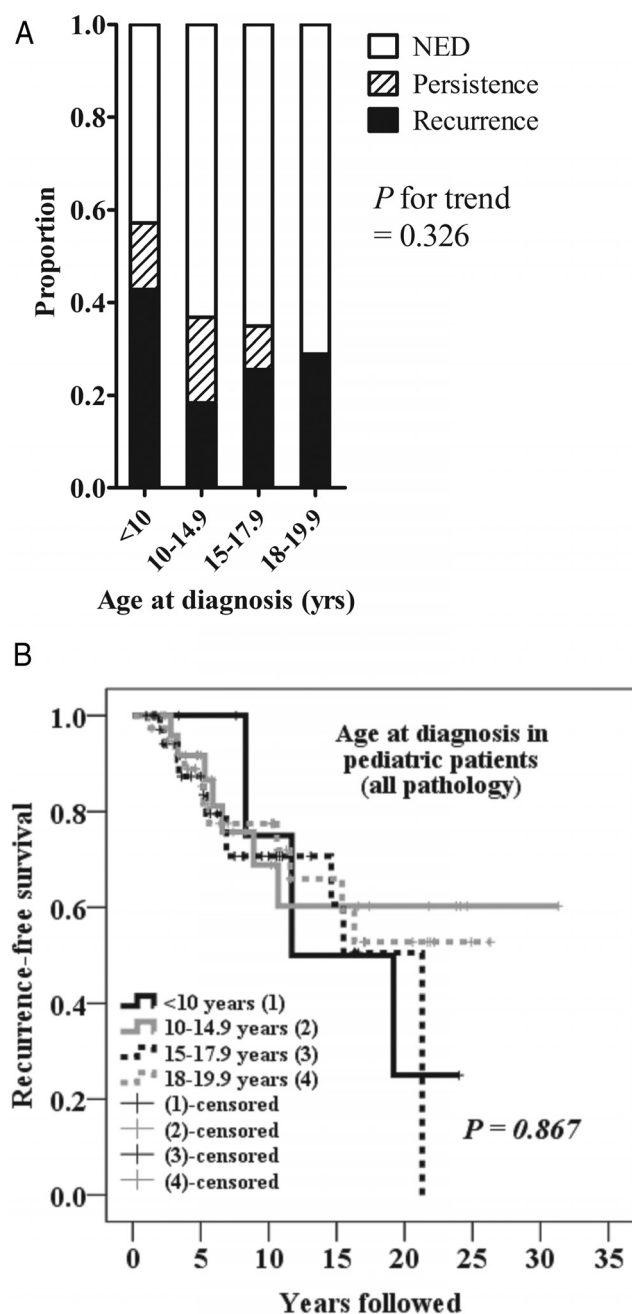 A
1.0
0.8
0.6
0.4
0.2
0.0
Proportion
<10
10-14.9
15-17.9
18-19.9
Age at diagnosis (yrs)
NED
Persistence
Recurrence
P for trend
= 0.326
B
1.0
0.8
0.6
0.4
0.2
0.0
Recurrence-free survival
Age at diagnosis in
pediatric patients
(all pathology)
<10 years (1)
10-14.9 years (2)
15-17.9 years (3)
18-19.9 years (4)
(1)-censored
(2)-censored
(3)-censored
(4)-censored
P = 0.867
0 5 10 15 20 25 30 35
Years followed